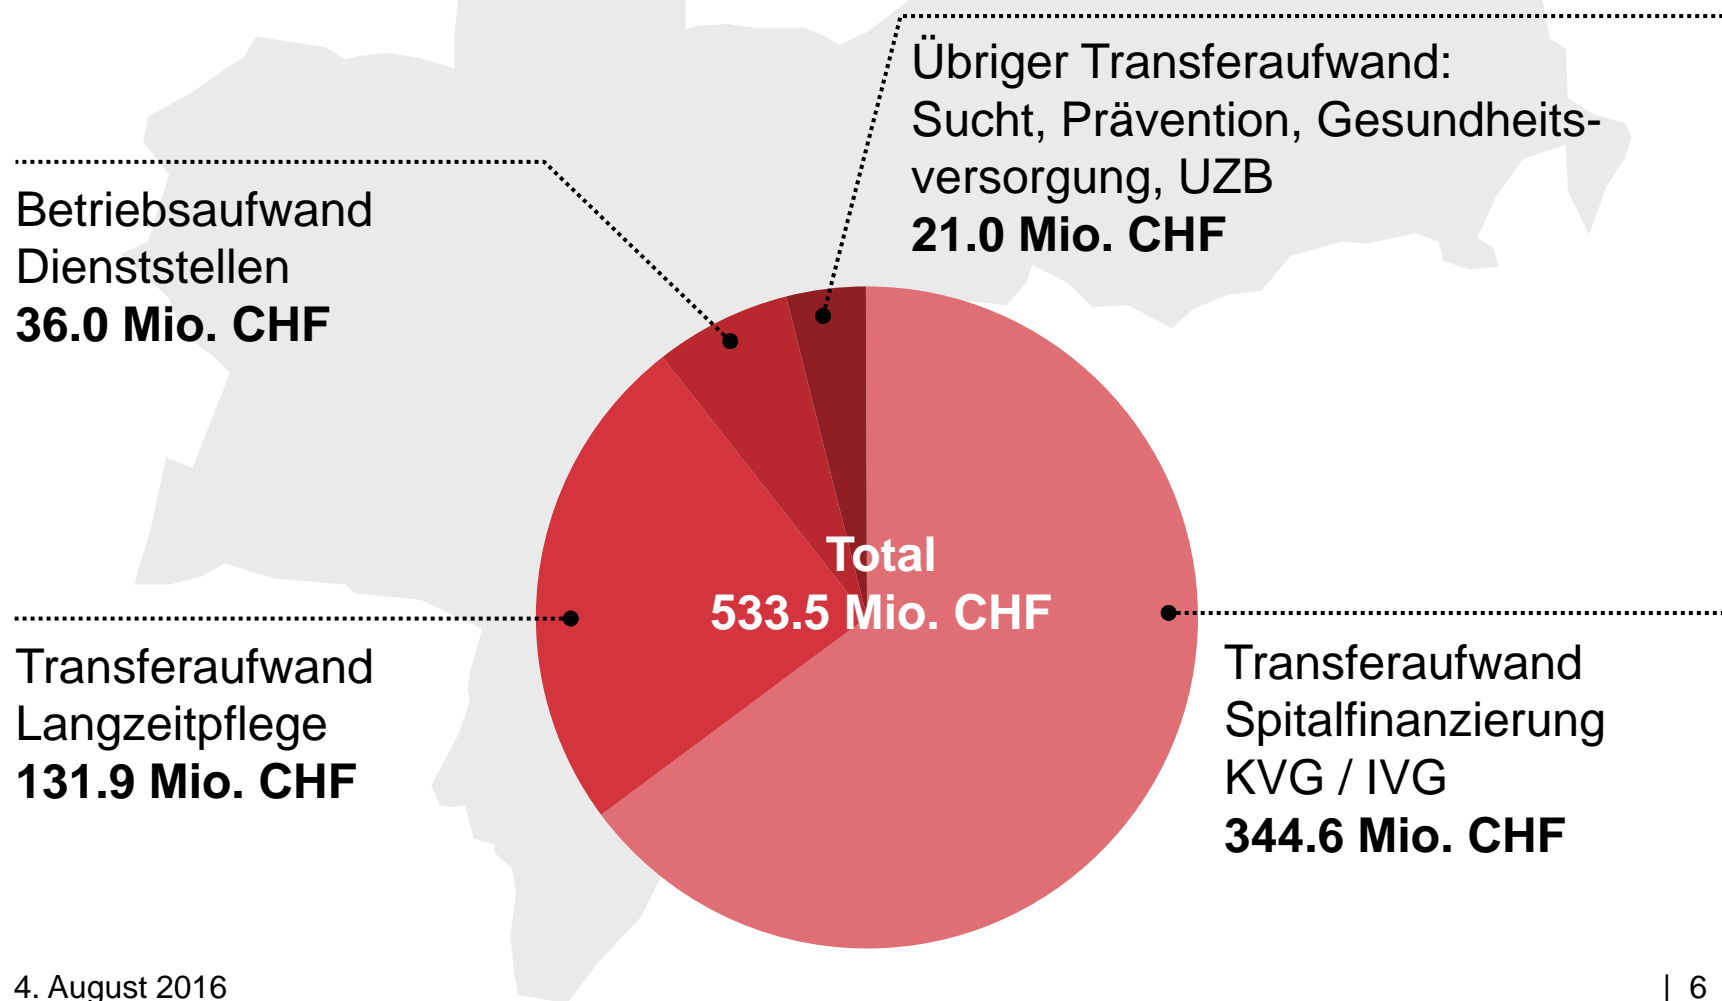 Übriger Transferaufwand:
Sucht, Prävention, Gesundheits-
versorgung, UZB
21.0 Mio. CHF
Betriebsaufwand
Dienststellen
36.0 Mio. CHF
Total
533.5 Mio. CHF
Transferaufwand
Langzeitpflege
131.9 Mio. CHF
Transferaufwand
Spitalfinanzierung
KVG / IVG
344.6 Mio. CHF
4. August 2016
| 6